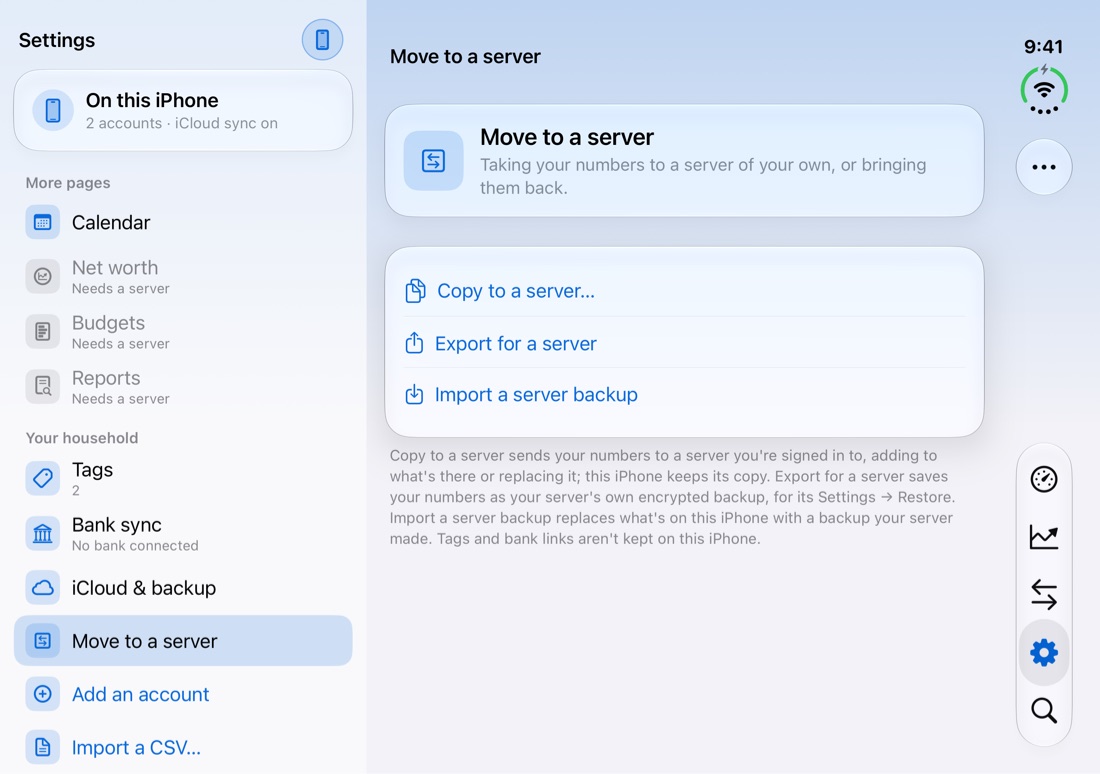 Settings
On this iPhone
2 accounts · iCloud sync on
More pages
Calendar
Net worth
Needs a server
Budgets
Needs a server
Reports
Needs a server
Your household
Tags
2
Bank sync
No bank connected
iCloud & backup
Move to a server
Add an account
Import a CSV...
Move to a server
Move to a server
Taking your numbers to a server of your own, or bringing
them back.
Copy to a server...
Export for a server
Import a server backup
Copy to a server sends your numbers to a server you're signed in to, adding to
what's there or replacing it; this iPhone keeps its copy. Export for a server saves
your numbers as your server's own encrypted backup, for its Settings → Restore.
Import a server backup replaces what's on this iPhone with a backup your server
made. Tags and bank links aren't kept on this iPhone.
9:41